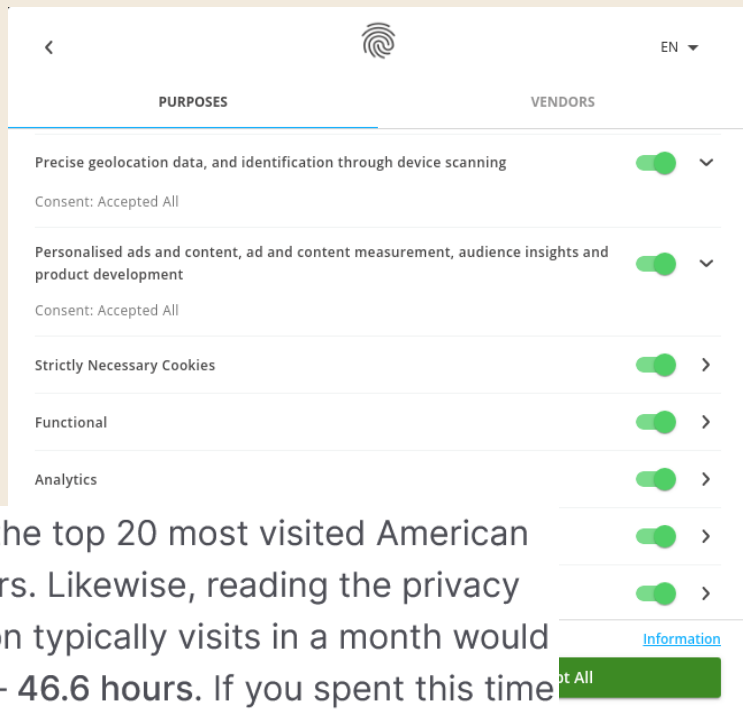 EN
PURPOSES
VENDORS
Precise geolocation data, and identification through device scanning
Consent: Accepted All
Personalised ads and content, ad and content measurement, audience insights and
product development
Consent: Accepted All
Strictly Necessary Cookies
Functional
Analytics
he top 20 most visited American
rs. Likewise, reading the privacy
n typically visits in a month would
- 46.6 hours. If you spent this time
Information
pt All